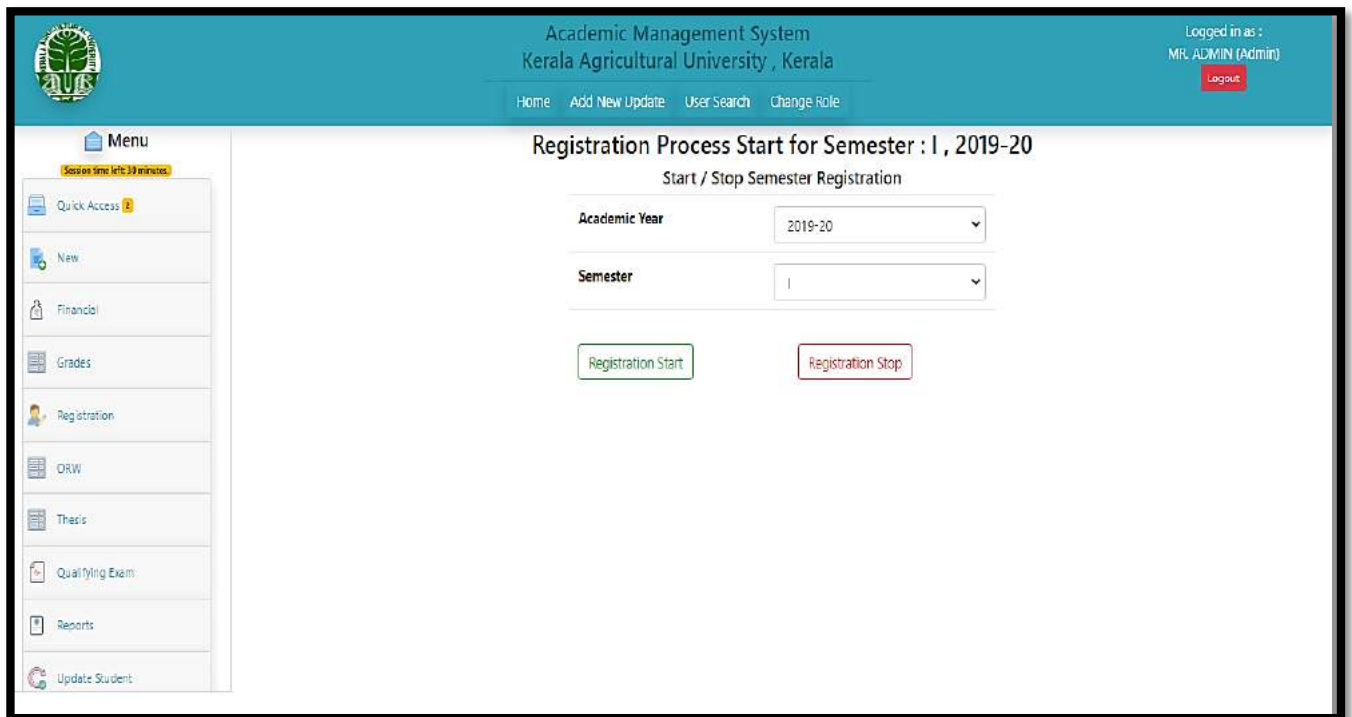 Academic Management System
Kerala Agricultural University , Kerala
Logged in as :
MR. ADMIN (Admin)
Logout
Home Add New Update User Search Change Role
Menu
Session time left: 30 minutes.
Quick Access 2
New
Financial
Grades
Registration
ORW
Thesis
Qualifying Exam
Reports
Update Student
Registration Process Start for Semester : I , 2019-20
Start / Stop Semester Registration
Academic Year 2019-20
Semester I
Registration Start Registration Stop